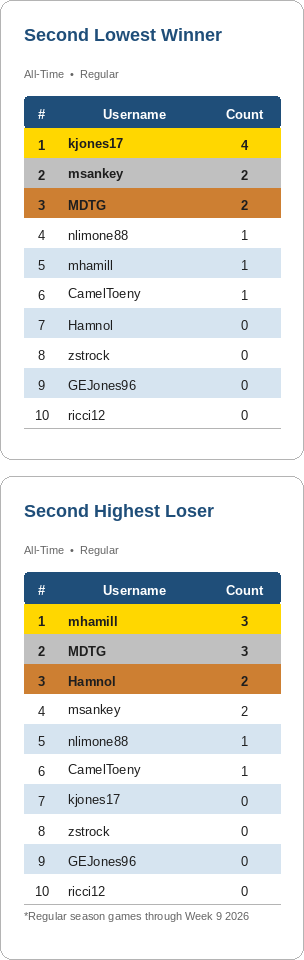 Second Lowest Winner
All-Time • Regular
# Username Count
1 kjones17 4
2 msankey 2
3 MDTG 2
4 nlimone88 1
5 mhamill 1
6 CamelToeny 1
7 Hamnol 0
8 zstrock 0
9 GEJones96 0
10 ricci12 0
Second Highest Loser
All-Time • Regular
# Username Count
1 mhamill 3
2 MDTG 3
3 Hamnol 2
4 msankey 2
5 nlimone88 1
6 CamelToeny 1
7 kjones17 0
8 zstrock 0
9 GEJones96 0
10 ricci12 0
*Regular season games through Week 9 2026